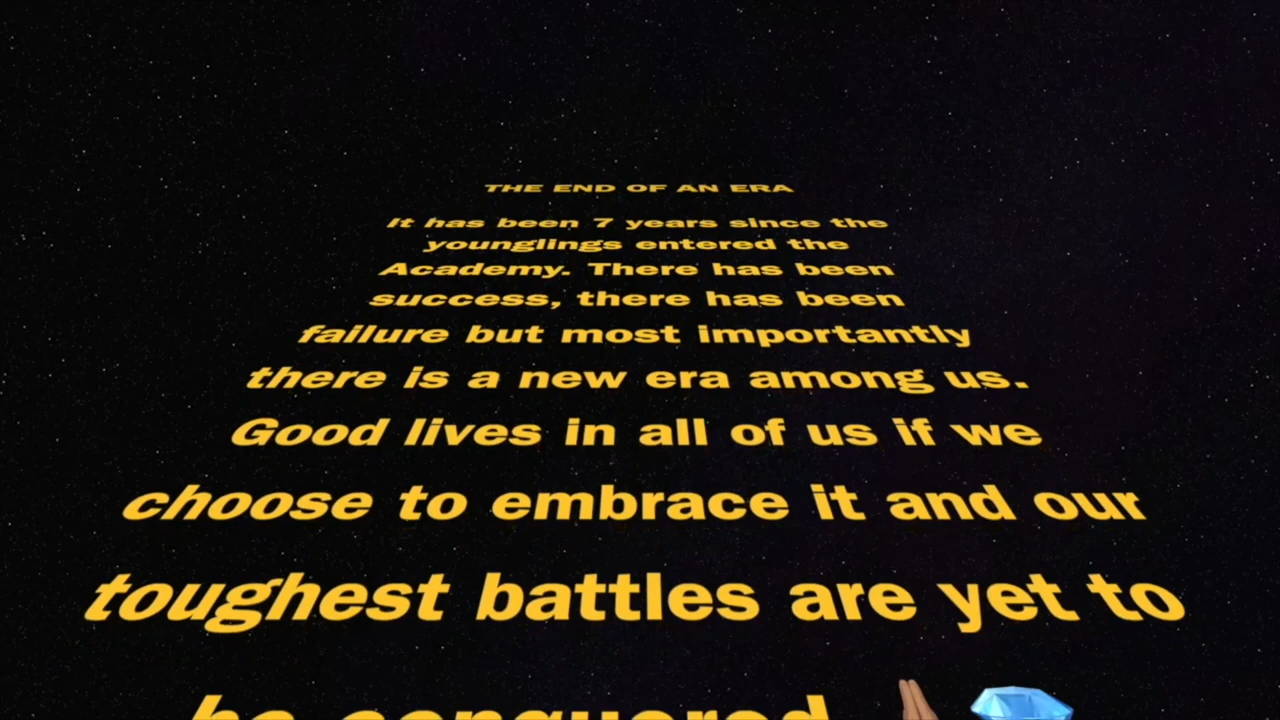 THE END OF AN ERA
It has been 7 years since the
younglings entered the
Academy. There has been
success, there has been
failure but most importantly
there is a new era among us.
Good lives in all of us if we
choose to embrace it and our
toughest battles are yet to
be conquered